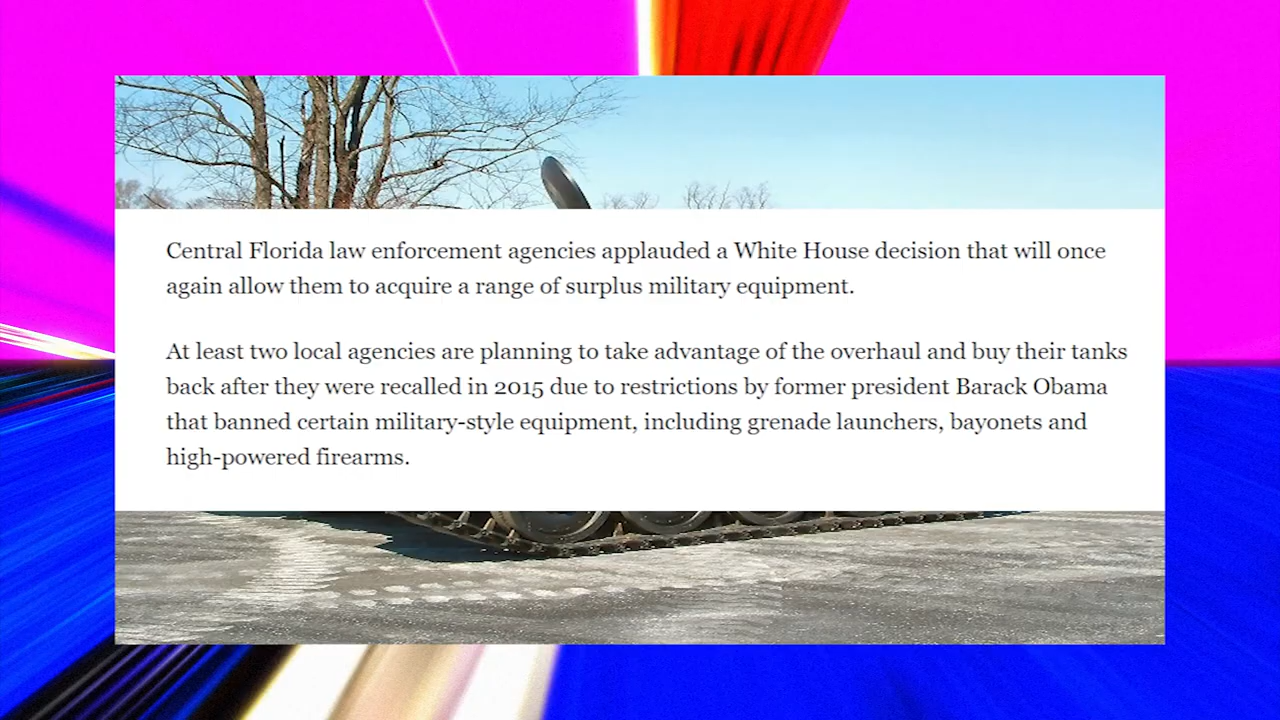 Central Florida law enforcement agencies applauded a White House decision that will once
again allow them to acquire a range of surplus military equipment.
At least two local agencies are planning to take advantage of the overhaul and buy their tanks
back after they were recalled in 2015 due to restrictions by former president Barack Obama
that banned certain military-style equipment, including grenade launchers, bayonets and
high-powered firearms.